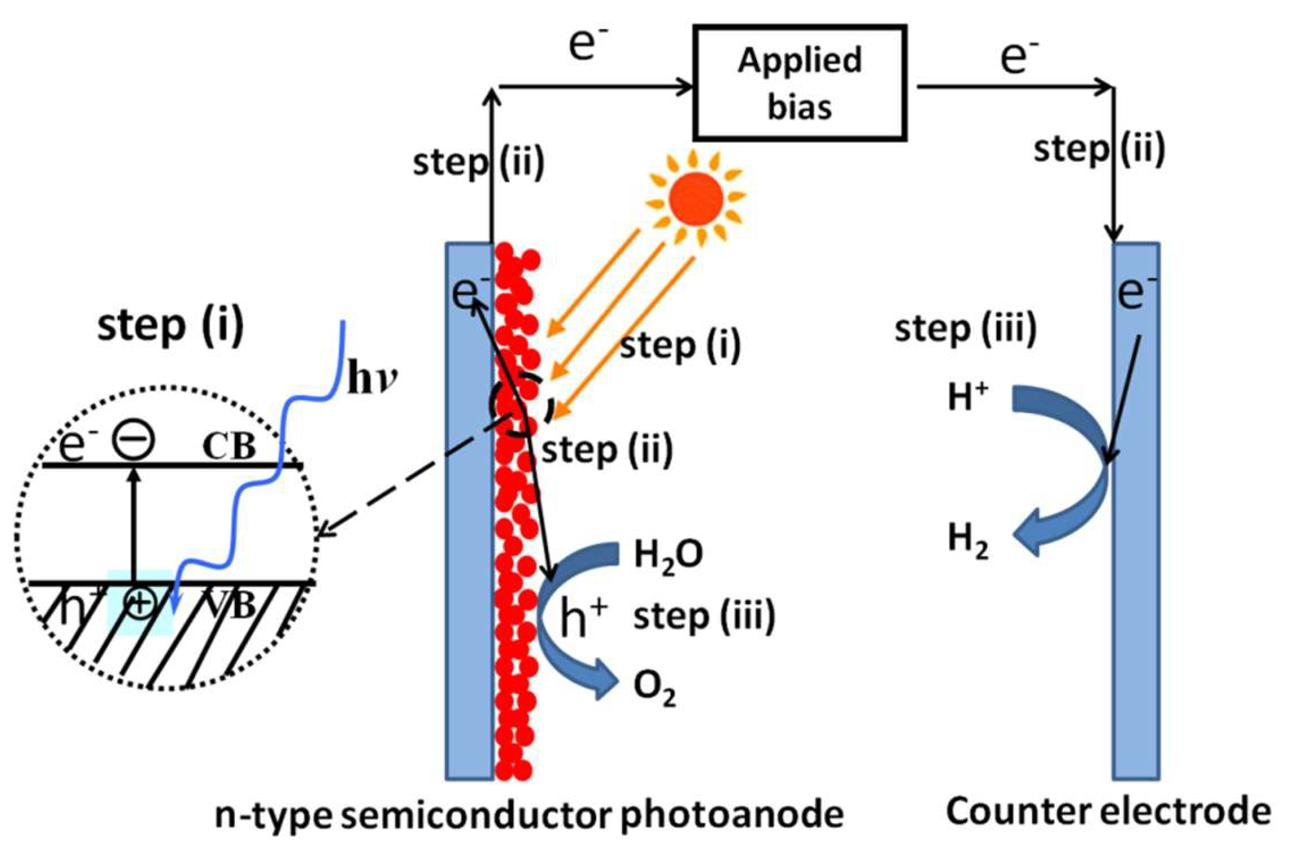 e⁻
Applied
bias
e⁻
step (ii)
step (ii)
e⁻
e⁻
step (i)
hν
step (i)
step (iii)
H⁺
e⁻ ⊖ CB
step (ii)
H₂O
H₂
h⁺ ⊕ VB
h⁺ step (iii)
O₂
n-type semiconductor photoanode
Counter electrode